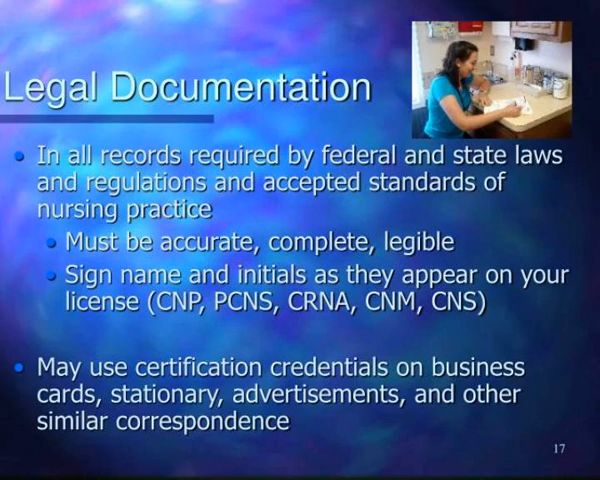 Legal Documentation
• In all records required by federal and state laws
and regulations and accepted standards of
nursing practice
• Must be accurate, complete, legible
• Sign name and initials as they appear on your
license (CNP, PCNS, CRNA, CNM, CNS)
• May use certification credentials on business
cards, stationary, advertisements, and other
similar correspondence
17